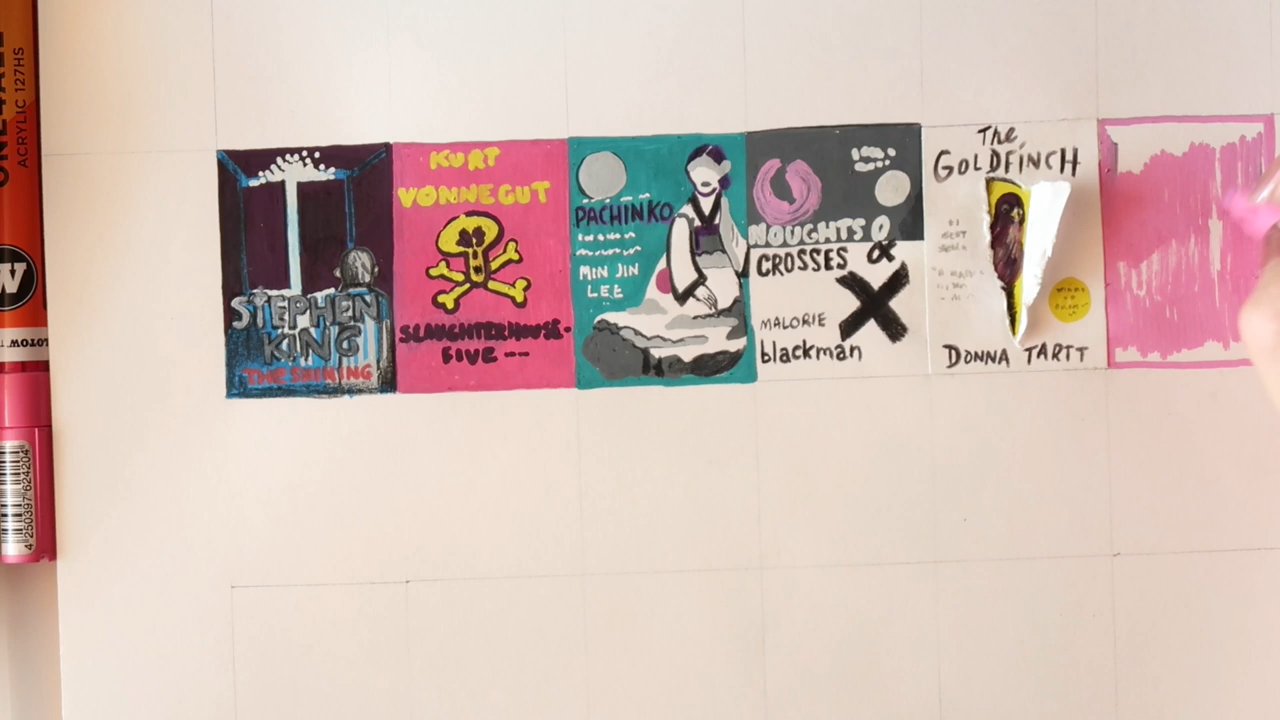 ACRYLIC 127HS
4 250397 624204
STEPHEN
KING
THE SHINING
KURT
VONNEGUT
SLAUGHTERHOUSE-
FIVE
PACHINKO
MIN JIN
LEE
NOUGHTS
CROSSES &
MALORIE
blackman
The
GOLDFINCH
DONNA TARTT